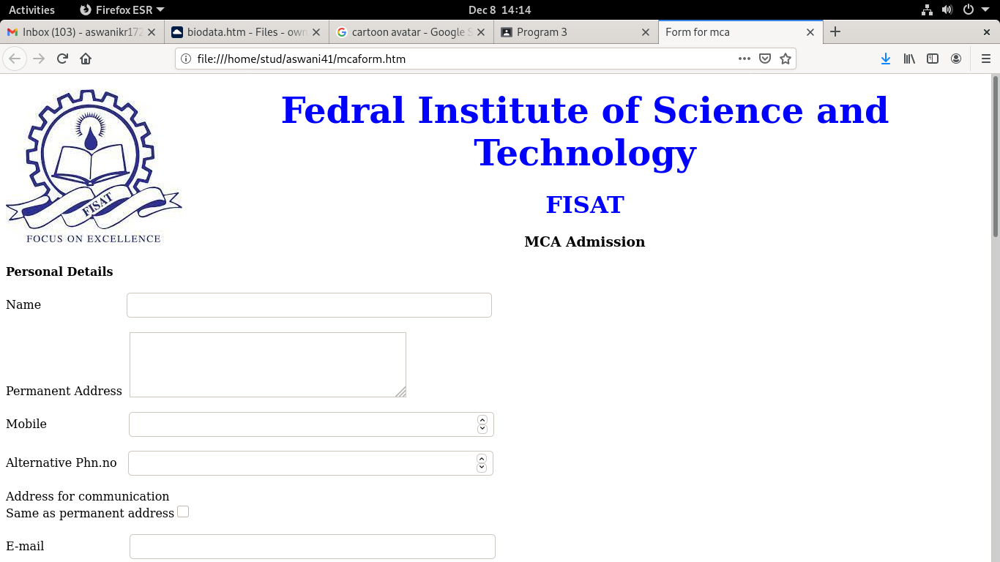 Activities Firefox ESR Dec 8 14:14
Inbox (103) - aswanikr172 biodata.htm - Files - own cartoon avatar - Google S Program 3 Form for mca
file:///home/stud/aswani41/mcaform.htm
Fedral Institute of Science and
Technology
FISAT
FISAT
FOCUS ON EXCELLENCE
MCA Admission
Personal Details
Name
Permanent Address
Mobile
Alternative Phn.no
Address for communication
Same as permanent address
E-mail